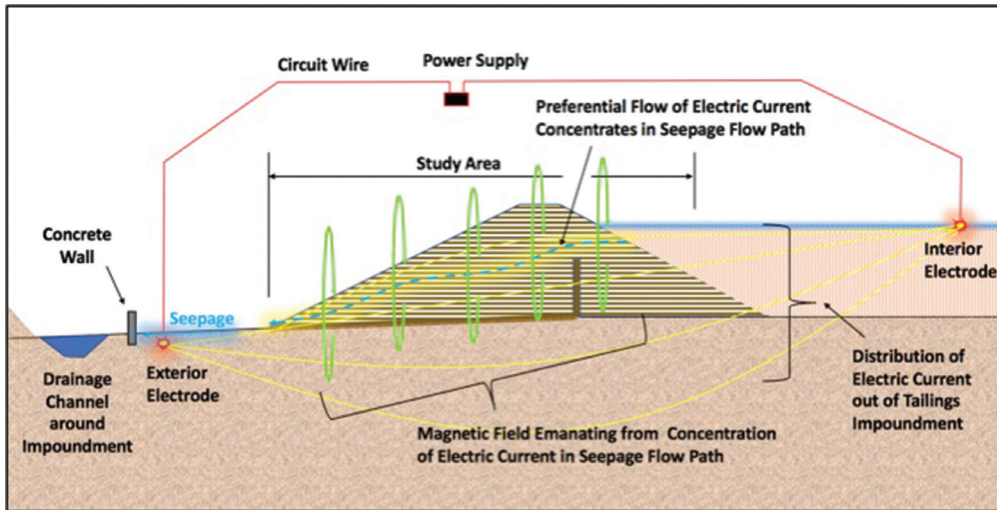 Circuit Wire
Power Supply
Preferential Flow of Electric Current
Concentrates in Seepage Flow Path
Study Area
Concrete
Wall
Interior
Electrode
Seepage
Exterior
Electrode
Drainage
Channel
around
Impoundment
Distribution of
Electric Current
out of Tailings
Impoundment
Magnetic Field Emanating from Concentration
of Electric Current in Seepage Flow Path